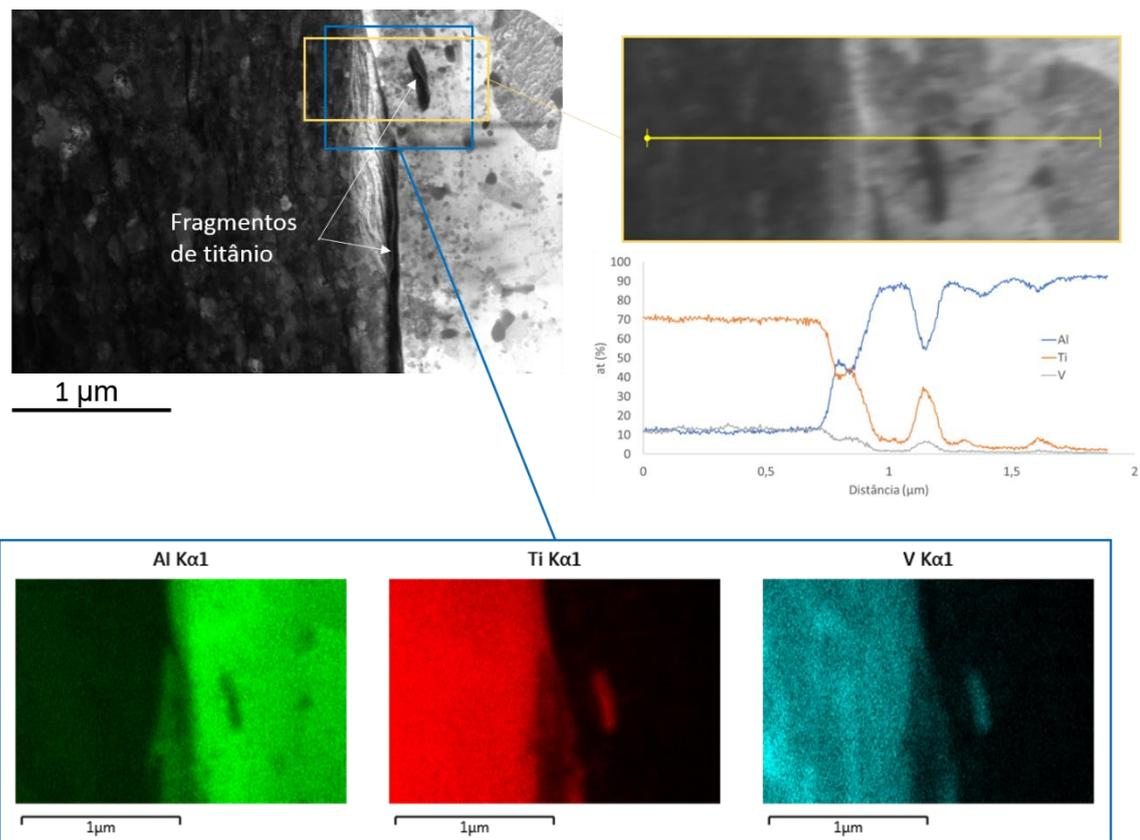 Fragmentos
de titânio
1 µm
100
90
80
70
60
50
40
30
20
10
0
at (%)
Al
Ti
V
0 0,5 1 1,5 2
Distância (µm)
Al Kα1 Ti Kα1 V Kα1
1µm 1µm 1µm